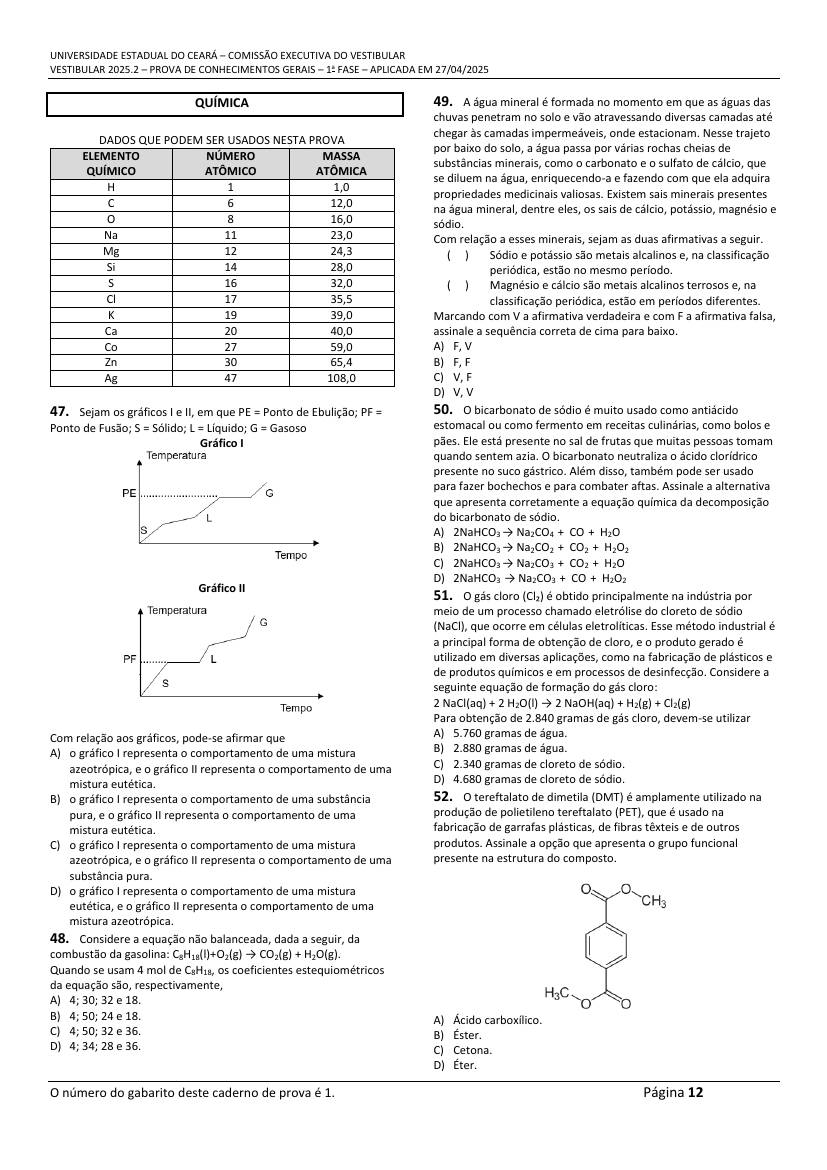 UNIVERSIDADE ESTADUAL DO CEARÁ – COMISSÃO EXECUTIVA DO VESTIBULAR
VESTIBULAR 2025.2 – PROVA DE CONHECIMENTOS GERAIS – 1ª FASE – APLICADA EM 27/04/2025
QUÍMICA
DADOS QUE PODEM SER USADOS NESTA PROVA
ELEMENTO QUÍMICO NÚMERO ATÔMICO MASSA ATÔMICA
H 1 1,0
C 6 12,0
O 8 16,0
Na 11 23,0
Mg 12 24,3
Si 14 28,0
S 16 32,0
Cl 17 35,5
K 19 39,0
Ca 20 40,0
Co 27 59,0
Zn 30 65,4
Ag 47 108,0
47. Sejam os gráficos I e II, em que PE = Ponto de Ebulição; PF =
Ponto de Fusão; S = Sólido; L = Líquido; G = Gasoso
Gráfico I
Temperatura
PE
G
L
S
Tempo
Gráfico II
Temperatura
G
PF
L
S
Tempo
Com relação aos gráficos, pode-se afirmar que
A) o gráfico I representa o comportamento de uma mistura
azeotrópica, e o gráfico II representa o comportamento de uma
mistura eutética.
B) o gráfico I representa o comportamento de uma substância
pura, e o gráfico II representa o comportamento de uma
mistura eutética.
C) o gráfico I representa o comportamento de uma mistura
azeotrópica, e o gráfico II representa o comportamento de uma
substância pura.
D) o gráfico I representa o comportamento de uma mistura
eutética, e o gráfico II representa o comportamento de uma
mistura azeotrópica.
48. Considere a equação não balanceada, dada a seguir, da
combustão da gasolina: C₈H₁₈(l)+O₂(g) → CO₂(g) + H₂O(g).
Quando se usam 4 mol de C₈H₁₈, os coeficientes estequiométricos
da equação são, respectivamente,
A) 4; 30; 32 e 18.
B) 4; 50; 24 e 18.
C) 4; 50; 32 e 36.
D) 4; 34; 28 e 36.
49. A água mineral é formada no momento em que as águas das
chuvas penetram no solo e vão atravessando diversas camadas até
chegar às camadas impermeáveis, onde estacionam. Nesse trajeto
por baixo do solo, a água passa por várias rochas cheias de
substâncias minerais, como o carbonato e o sulfato de cálcio, que
se diluem na água, enriquecendo-a e fazendo com que ela adquira
propriedades medicinais valiosas. Existem sais minerais presentes
na água mineral, dentre eles, os sais de cálcio, potássio, magnésio e
sódio.
Com relação a esses minerais, sejam as duas afirmativas a seguir.
( ) Sódio e potássio são metais alcalinos e, na classificação
periódica, estão no mesmo período.
( ) Magnésio e cálcio são metais alcalinos terrosos e, na
classificação periódica, estão em períodos diferentes.
Marcando com V a afirmativa verdadeira e com F a afirmativa falsa,
assinale a sequência correta de cima para baixo.
A) F, V
B) F, F
C) V, F
D) V, V
50. O bicarbonato de sódio é muito usado como antiácido
estomacal ou como fermento em receitas culinárias, como bolos e
pães. Ele está presente no sal de frutas que muitas pessoas tomam
quando sentem azia. O bicarbonato neutraliza o ácido clorídrico
presente no suco gástrico. Além disso, também pode ser usado
para fazer bochechos e para combater aftas. Assinale a alternativa
que apresenta corretamente a equação química da decomposição
do bicarbonato de sódio.
A) 2NaHCO₃ → Na₂CO₄ + CO + H₂O
B) 2NaHCO₃ → Na₂CO₂ + CO₂ + H₂O₂
C) 2NaHCO₃ → Na₂CO₃ + CO₂ + H₂O
D) 2NaHCO₃ → Na₂CO₃ + CO + H₂O₂
51. O gás cloro (Cl₂) é obtido principalmente na indústria por
meio de um processo chamado eletrólise do cloreto de sódio
(NaCl), que ocorre em células eletrolíticas. Esse método industrial é
a principal forma de obtenção de cloro, e o produto gerado é
utilizado em diversas aplicações, como na fabricação de plásticos e
de produtos químicos e em processos de desinfecção. Considere a
seguinte equação de formação do gás cloro:
2 NaCl(aq) + 2 H₂O(l) → 2 NaOH(aq) + H₂(g) + Cl₂(g)
Para obtenção de 2.840 gramas de gás cloro, devem-se utilizar
A) 5.760 gramas de água.
B) 2.880 gramas de água.
C) 2.340 gramas de cloreto de sódio.
D) 4.680 gramas de cloreto de sódio.
52. O tereftalato de dimetila (DMT) é amplamente utilizado na
produção de polietileno tereftalato (PET), que é usado na
fabricação de garrafas plásticas, de fibras têxteis e de outros
produtos. Assinale a opção que apresenta o grupo funcional
presente na estrutura do composto.
O O CH₃
H₃C O O
A) Ácido carboxílico.
B) Éster.
C) Cetona.
D) Éter.
O número do gabarito deste caderno de prova é 1.
Página 12